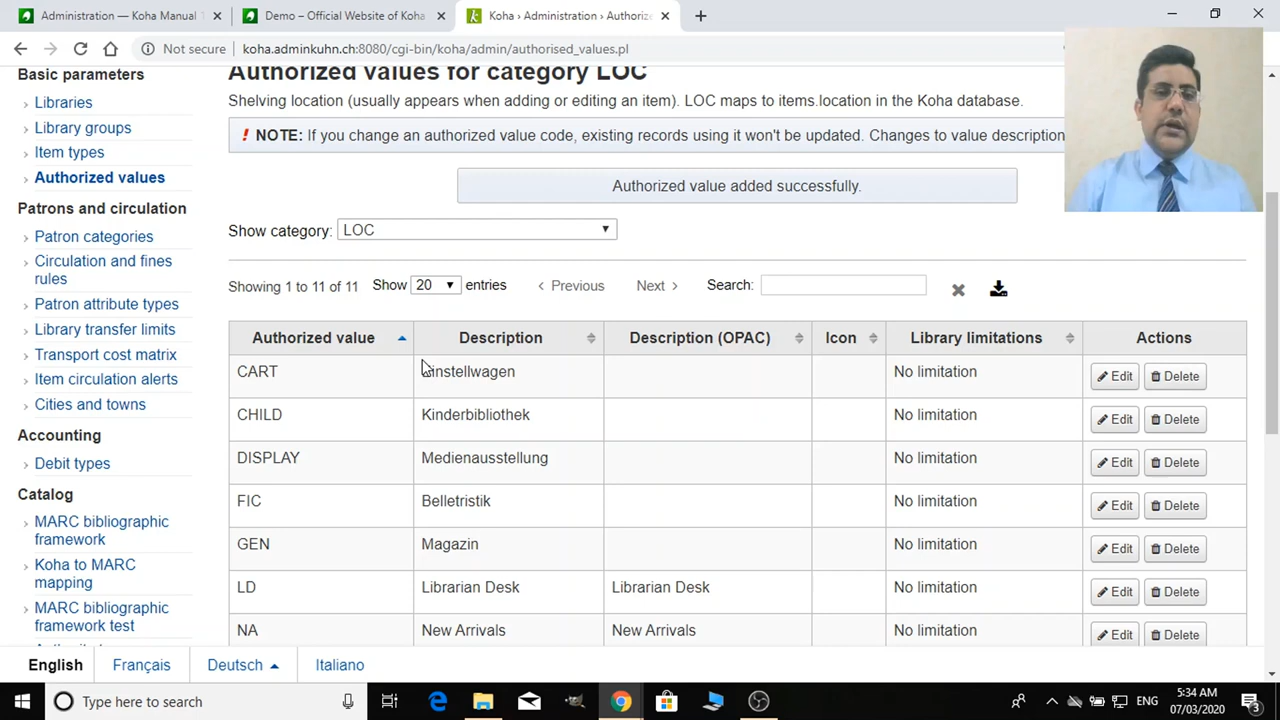 Administration — Koha Manual
Demo – Official Website of Koha
Koha › Administration › Authoriz
Not secure
koha.adminkuhn.ch:8080/cgi-bin/koha/admin/authorised_values.pl
Basic parameters
Libraries
Library groups
Item types
Authorized values
Patrons and circulation
Patron categories
Circulation and fines
rules
Patron attribute types
Library transfer limits
Transport cost matrix
Item circulation alerts
Cities and towns
Accounting
Debit types
Catalog
MARC bibliographic
framework
Koha to MARC
mapping
MARC bibliographic
framework test
Authorized values for category LOC
Shelving location (usually appears when adding or editing an item). LOC maps to items.location in the Koha database.
! NOTE: If you change an authorized value code, existing records using it won't be updated. Changes to value description
Authorized value added successfully.
Show category: LOC
Showing 1 to 11 of 11 Show 20 entries Previous Next Search:
Authorized value Description Description (OPAC) Icon Library limitations Actions
CART instellwagen No limitation Edit Delete
CHILD Kinderbibliothek No limitation Edit Delete
DISPLAY Medienausstellung No limitation Edit Delete
FIC Belletristik No limitation Edit Delete
GEN Magazin No limitation Edit Delete
LD Librarian Desk Librarian Desk No limitation Edit Delete
NA New Arrivals New Arrivals No limitation Edit Delete
English Français Deutsch Italiano
Type here to search
ENG
5:34 AM
07/03/2020
3